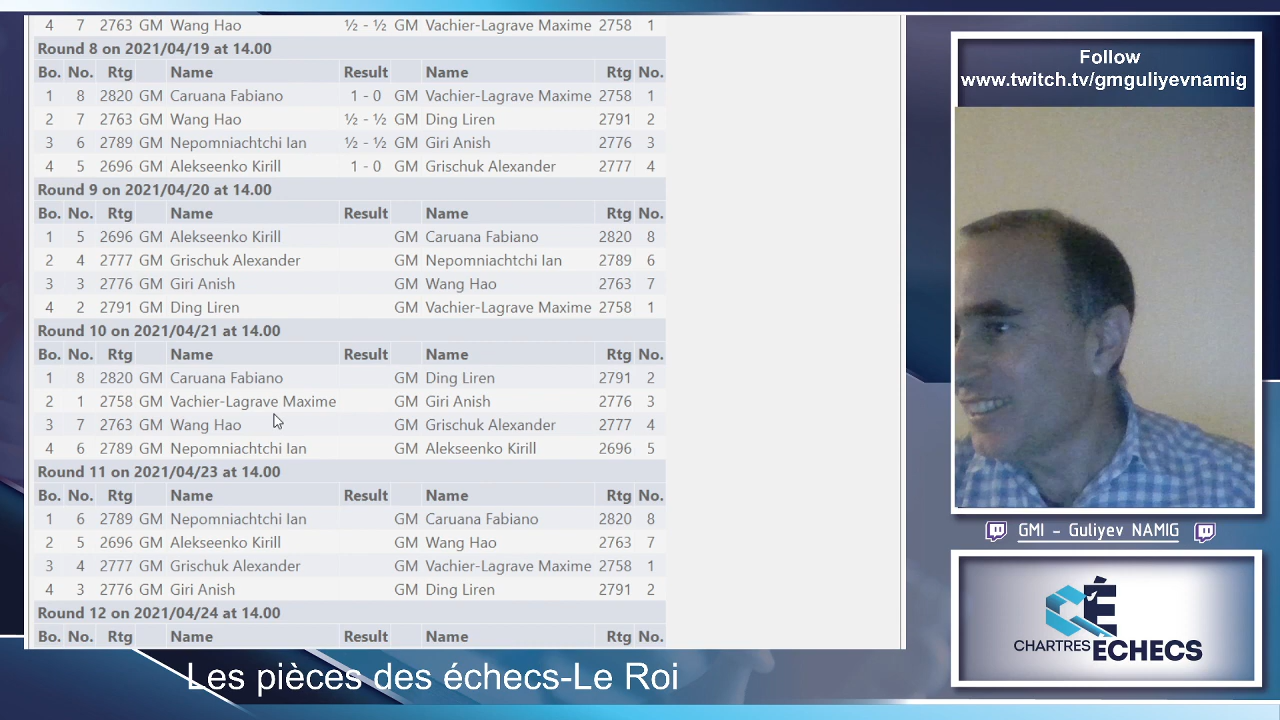 4 7 2763 GM Wang Hao ½ - ½ GM Vachier-Lagrave Maxime 2758 1
Round 8 on 2021/04/19 at 14.00
Bo. No. Rtg Name Result Name Rtg No.
1 8 2820 GM Caruana Fabiano 1 - 0 GM Vachier-Lagrave Maxime 2758 1
2 7 2763 GM Wang Hao ½ - ½ GM Ding Liren 2791 2
3 6 2789 GM Nepomniachtchi Ian ½ - ½ GM Giri Anish 2776 3
4 5 2696 GM Alekseenko Kirill 1 - 0 GM Grischuk Alexander 2777 4
Round 9 on 2021/04/20 at 14.00
Bo. No. Rtg Name Result Name Rtg No.
1 5 2696 GM Alekseenko Kirill GM Caruana Fabiano 2820 8
2 4 2777 GM Grischuk Alexander GM Nepomniachtchi Ian 2789 6
3 3 2776 GM Giri Anish GM Wang Hao 2763 7
4 2 2791 GM Ding Liren GM Vachier-Lagrave Maxime 2758 1
Round 10 on 2021/04/21 at 14.00
Bo. No. Rtg Name Result Name Rtg No.
1 8 2820 GM Caruana Fabiano GM Ding Liren 2791 2
2 1 2758 GM Vachier-Lagrave Maxime GM Giri Anish 2776 3
3 7 2763 GM Wang Hao GM Grischuk Alexander 2777 4
4 6 2789 GM Nepomniachtchi Ian GM Alekseenko Kirill 2696 5
Round 11 on 2021/04/23 at 14.00
Bo. No. Rtg Name Result Name Rtg No.
1 6 2789 GM Nepomniachtchi Ian GM Caruana Fabiano 2820 8
2 5 2696 GM Alekseenko Kirill GM Wang Hao 2763 7
3 4 2777 GM Grischuk Alexander GM Vachier-Lagrave Maxime 2758 1
4 3 2776 GM Giri Anish GM Ding Liren 2791 2
Round 12 on 2021/04/24 at 14.00
Bo. No. Rtg Name Result Name Rtg No.
Les pièces des échecs-Le Roi
Follow
www.twitch.tv/gmguliyevnamig
GMI - Guliyev NAMIG
CÉ
CHARTRES ECHECS